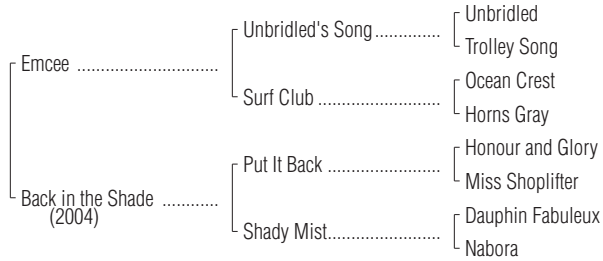 Unbridled
Unbridled's Song..............
Trolley Song
Emcee ..............................
Ocean Crest
Surf Club ..........................
Horns Gray
Honour and Glory
Put It Back ........................
Miss Shoplifter
Back in the Shade ............
(2004)
Dauphin Fabuleux
Shady Mist........................
Nabora